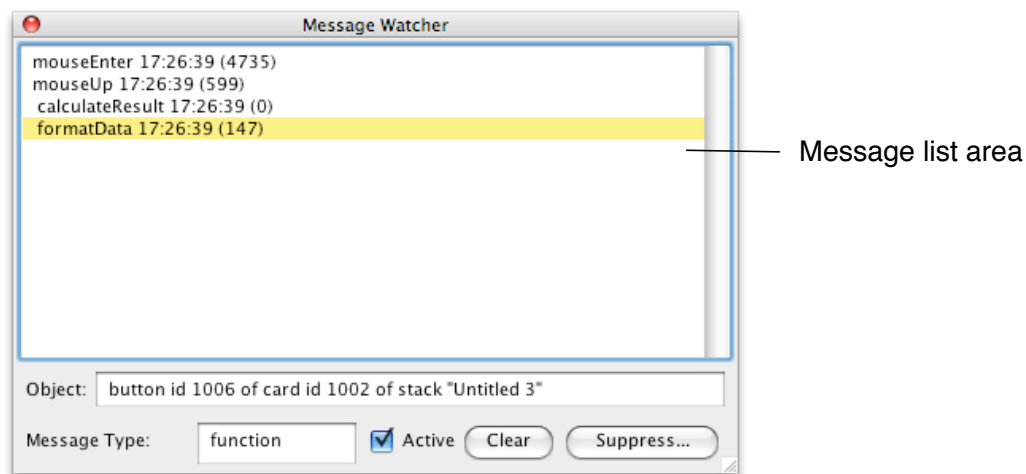 Message Watcher
mouseEnter 17:26:39 (4735)
mouseUp 17:26:39 (599)
calculateResult 17:26:39 (0)
formatData 17:26:39 (147)
Message list area
Object: button id 1006 of card id 1002 of stack "Untitled 3"
Message Type: function Active Clear Suppress...